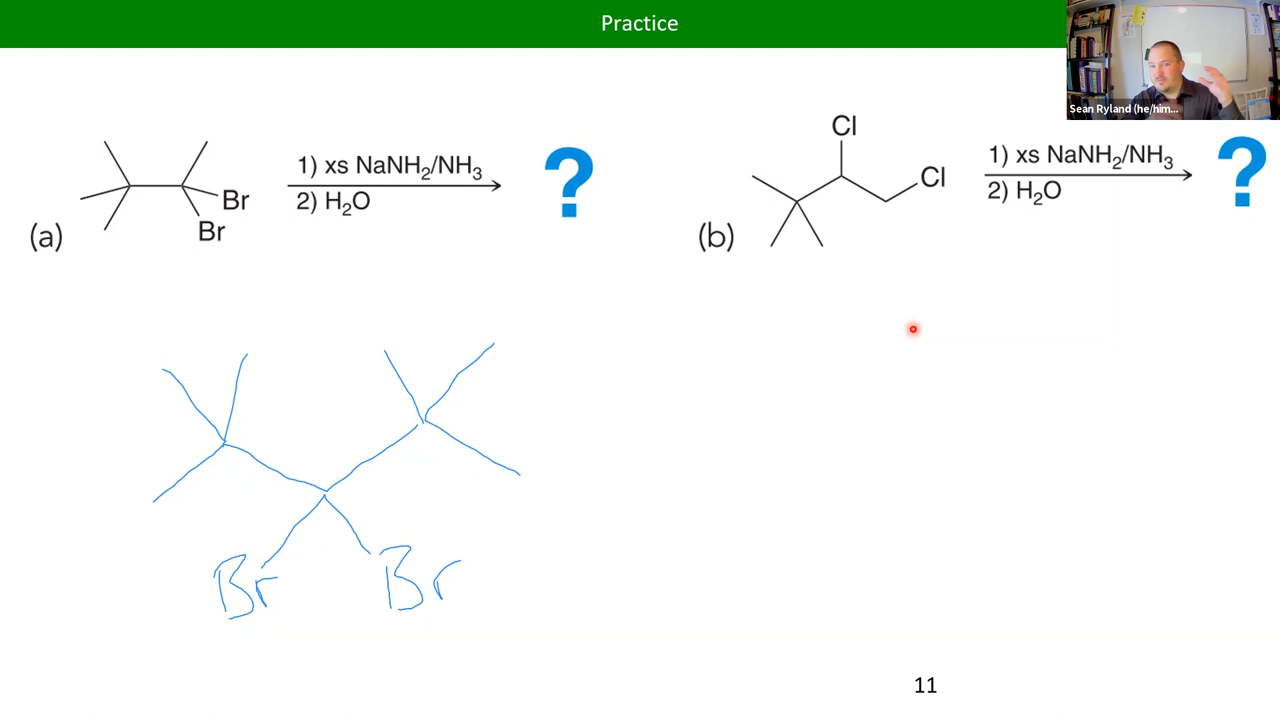 Practice
Sean Ryland (he/him...
(a)
Br
Br
1) xs NaNH₂/NH₃
2) H₂O
?
(b)
Cl
Cl
1) xs NaNH₂/NH₃
2) H₂O
?
Br Br
11